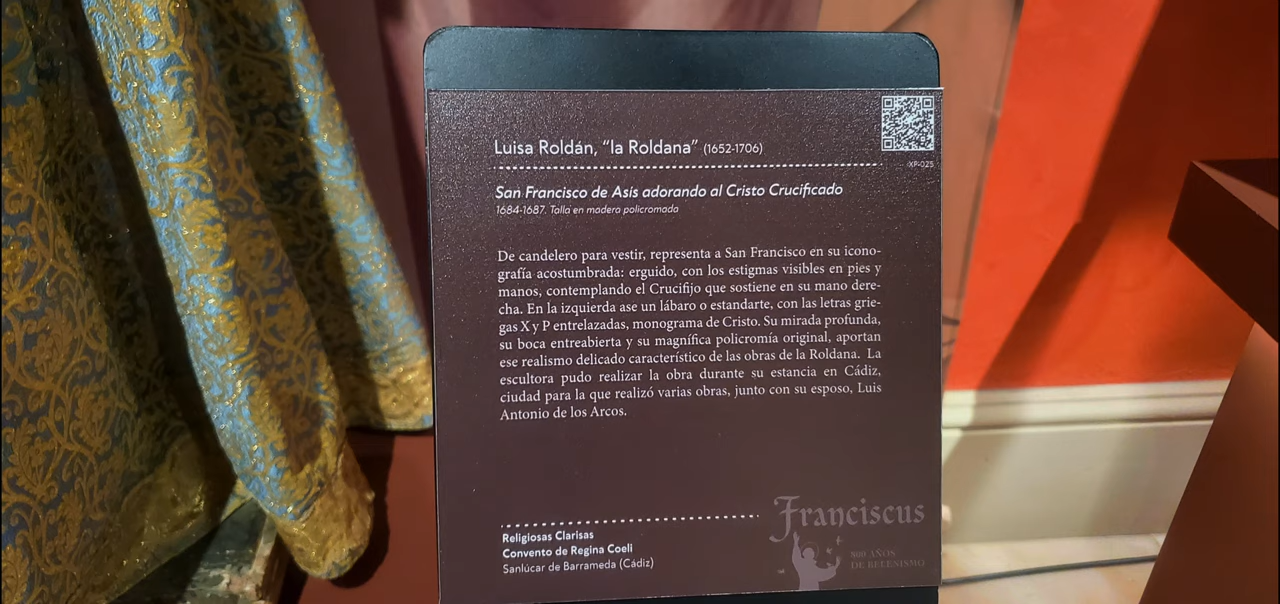 Luisa Roldán, “la Roldana” (1652-1706)
XP-025
San Francisco de Asís adorando al Cristo Crucificado
1684-1687. Talla en madera policromada
De candelero para vestir, representa a San Francisco en su icono-
grafía acostumbrada: erguido, con los estigmas visibles en pies y
manos, contemplando el Crucifijo que sostiene en su mano dere-
cha. En la izquierda ase un lábaro o estandarte, con las letras grie-
gas X y P entrelazadas, monograma de Cristo. Su mirada profunda,
su boca entreabierta y su magnífica policromía original, aportan
ese realismo delicado característico de las obras de la Roldana. La
escultora pudo realizar la obra durante su estancia en Cádiz,
ciudad para la que realizó varias obras, junto con su esposo, Luis
Antonio de los Arcos.
Religiosas Clarisas
Convento de Regina Coeli
Sanlúcar de Barrameda (Cádiz)
Franciscus
800 AÑOS
DE BELENISMO